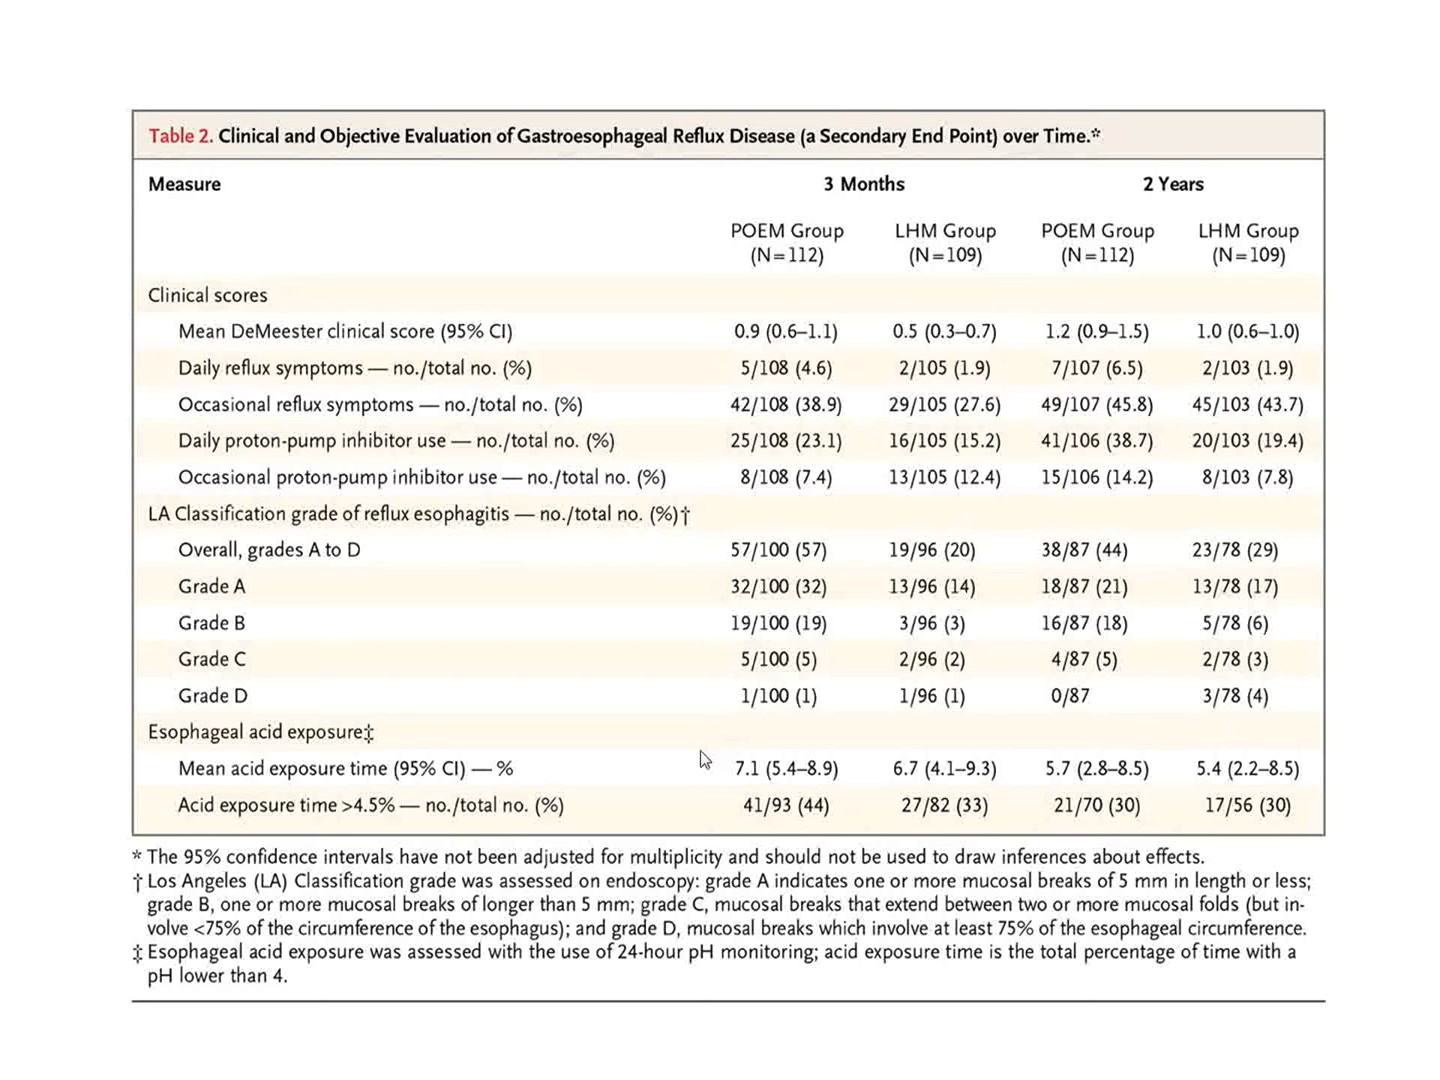 Table 2. Clinical and Objective Evaluation of Gastroesophageal Reflux Disease (a Secondary End Point) over Time.*
Measure 3 Months 2 Years
POEM Group (N=112) LHM Group (N=109) POEM Group (N=112) LHM Group (N=109)
Clinical scores
Mean DeMeester clinical score (95% CI) 0.9 (0.6–1.1) 0.5 (0.3–0.7) 1.2 (0.9–1.5) 1.0 (0.6–1.0)
Daily reflux symptoms — no./total no. (%) 5/108 (4.6) 2/105 (1.9) 7/107 (6.5) 2/103 (1.9)
Occasional reflux symptoms — no./total no. (%) 42/108 (38.9) 29/105 (27.6) 49/107 (45.8) 45/103 (43.7)
Daily proton-pump inhibitor use — no./total no. (%) 25/108 (23.1) 16/105 (15.2) 41/106 (38.7) 20/103 (19.4)
Occasional proton-pump inhibitor use — no./total no. (%) 8/108 (7.4) 13/105 (12.4) 15/106 (14.2) 8/103 (7.8)
LA Classification grade of reflux esophagitis — no./total no. (%)†
Overall, grades A to D 57/100 (57) 19/96 (20) 38/87 (44) 23/78 (29)
Grade A 32/100 (32) 13/96 (14) 18/87 (21) 13/78 (17)
Grade B 19/100 (19) 3/96 (3) 16/87 (18) 5/78 (6)
Grade C 5/100 (5) 2/96 (2) 4/87 (5) 2/78 (3)
Grade D 1/100 (1) 1/96 (1) 0/87 3/78 (4)
Esophageal acid exposure‡
Mean acid exposure time (95% CI) — % 7.1 (5.4–8.9) 6.7 (4.1–9.3) 5.7 (2.8–8.5) 5.4 (2.2–8.5)
Acid exposure time >4.5% — no./total no. (%) 41/93 (44) 27/82 (33) 21/70 (30) 17/56 (30)
* The 95% confidence intervals have not been adjusted for multiplicity and should not be used to draw inferences about effects.
† Los Angeles (LA) Classification grade was assessed on endoscopy: grade A indicates one or more mucosal breaks of 5 mm in length or less;
grade B, one or more mucosal breaks of longer than 5 mm; grade C, mucosal breaks that extend between two or more mucosal folds (but in-
volve <75% of the circumference of the esophagus); and grade D, mucosal breaks which involve at least 75% of the esophageal circumference.
‡ Esophageal acid exposure was assessed with the use of 24-hour pH monitoring; acid exposure time is the total percentage of time with a
pH lower than 4.